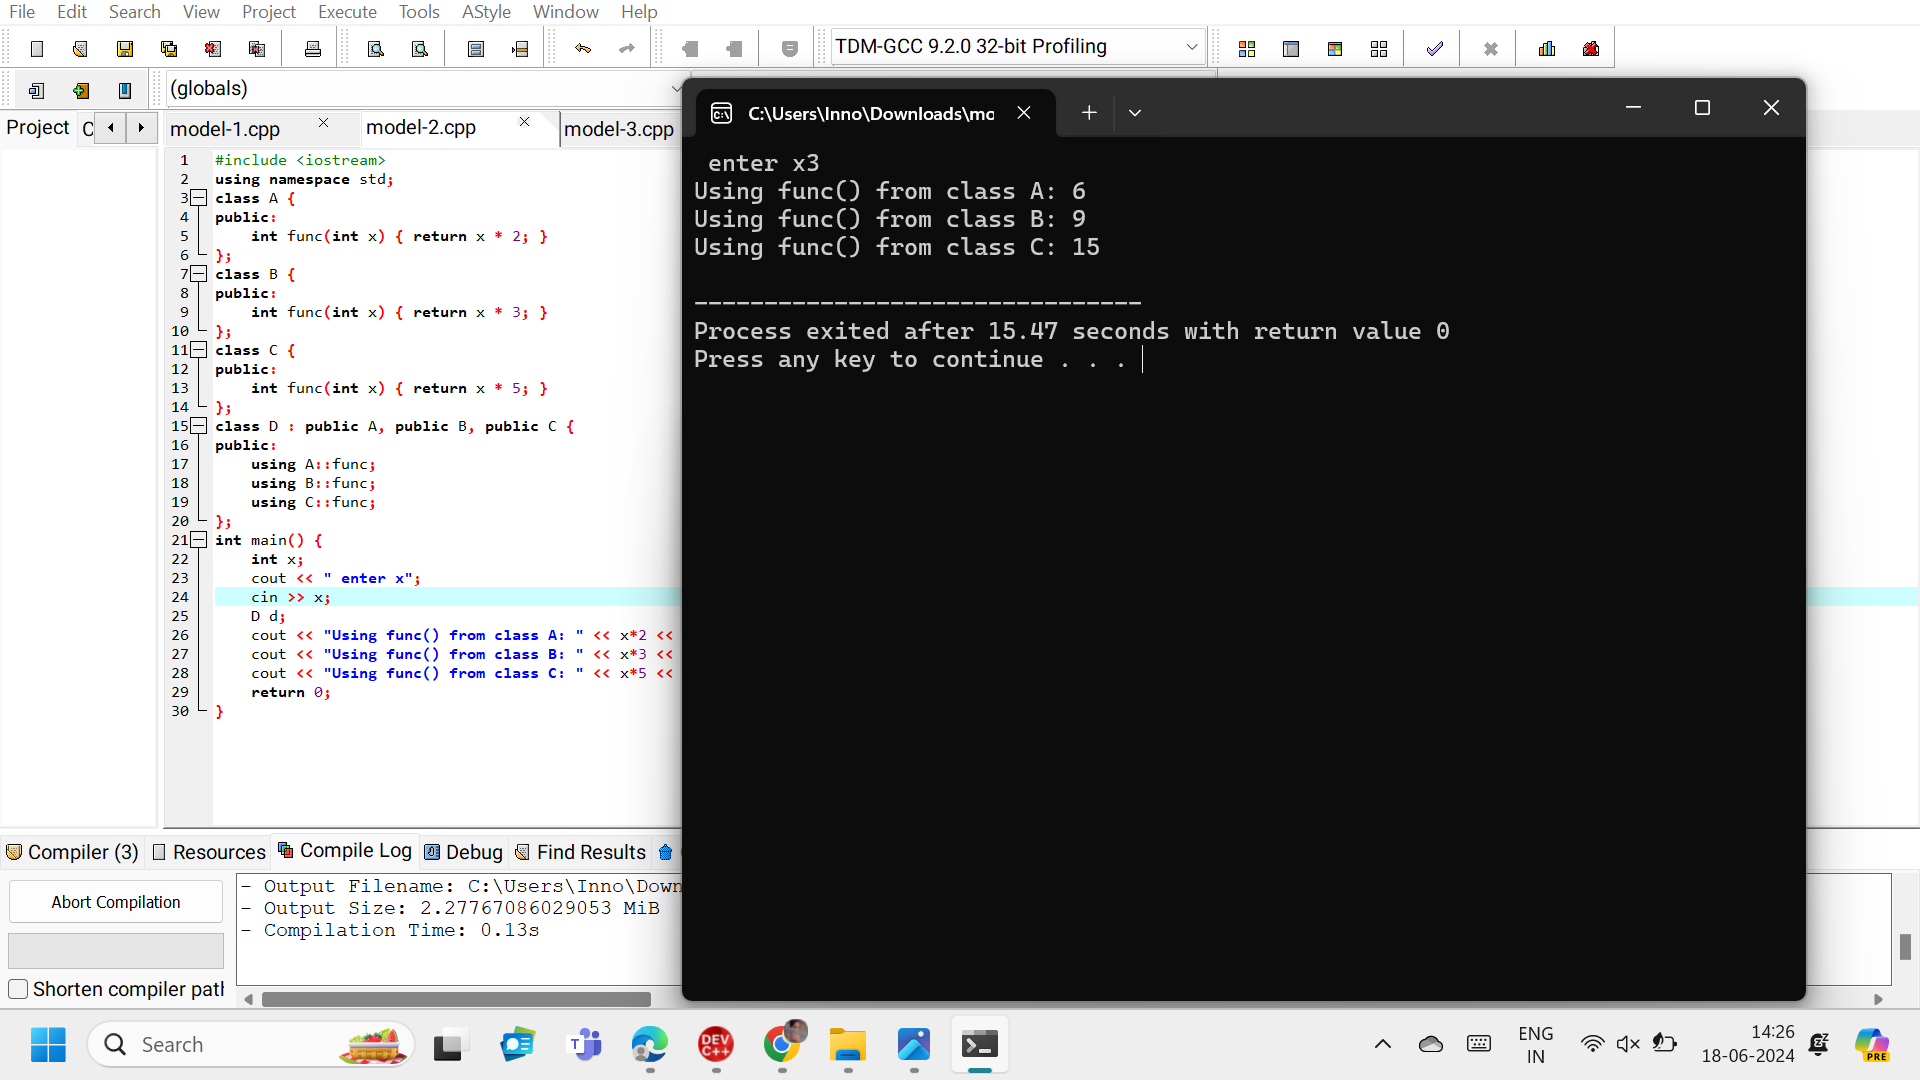 File Edit Search View Project Execute Tools AStyle Window Help
TDM-GCC 9.2.0 32-bit Profiling
(globals)
Project
model-1.cpp
model-2.cpp
model-3.cpp
1 #include <iostream>
2 using namespace std;
3 class A {
4 public:
5 int func(int x) { return x * 2; }
6 };
7 class B {
8 public:
9 int func(int x) { return x * 3; }
10 };
11 class C {
12 public:
13 int func(int x) { return x * 5; }
14 };
15 class D : public A, public B, public C {
16 public:
17 using A::func;
18 using B::func;
19 using C::func;
20 };
21 int main() {
22 int x;
23 cout << " enter x";
24 cin >> x;
25 D d;
26 cout << "Using func() from class A: " << x*2 <<
27 cout << "Using func() from class B: " << x*3 <<
28 cout << "Using func() from class C: " << x*5 <<
29 return 0;
30 }
C:\Users\Inno\Downloads\mc
enter x3
Using func() from class A: 6
Using func() from class B: 9
Using func() from class C: 15
--------------------------------
Process exited after 15.47 seconds with return value 0
Press any key to continue . . .
Compiler (3) Resources Compile Log Debug Find Results
Abort Compilation
Shorten compiler path
- Output Filename: C:\Users\Inno\Down
- Output Size: 2.27767086029053 MiB
- Compilation Time: 0.13s
Search
DEV
C++
ENG
IN
14:26
18-06-2024
PRE